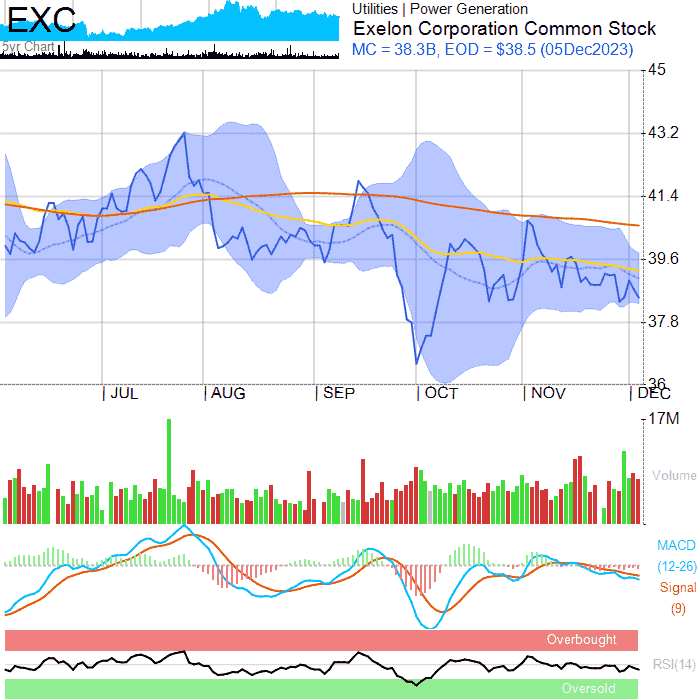 EXC
5yr Chart
Utilities | Power Generation
Exelon Corporation Common Stock
MC = 38.3B, EOD = $38.5 (05Dec2023)
45
43.2
41.4
39.6
37.8
36
| JUL | AUG | SEP | OCT | NOV | DEC
17M
Volume
MACD
(12-26)
Signal
(9)
Overbought
RSI(14)
Oversold